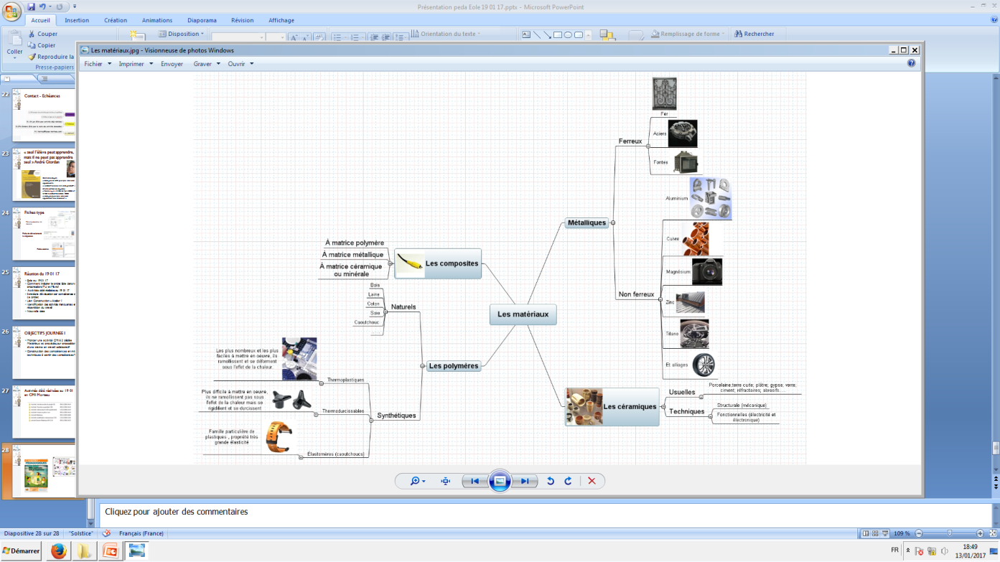 Présentation peda Eole 19 01 17.pptx - Microsoft PowerPoint
Accueil
Insertion
Création
Animations
Diaporama
Révision
Affichage
Couper
Copier
Reproduire la
Coller
Presse-papiers
Disposition
Orientation du texte
Remplissage de forme
Rechercher
Les matériaux.jpg - Visionneuse de photos Windows
Fichier
Imprimer
Envoyer
Graver
Ouvrir
22
Contact - Echéances
23
« seul l'élève peut apprendre,
mais il ne peut pas apprendre
seul » André Giordan
24
Fiches type
25
Réunion du 19 01 17
26
OBJECTIFS JOURNEE !
27
Activités d'été réalisées au 19 01
en CM1 Morteau
28
Les matériaux
Métalliques
Ferreux
Fer
Aciers
Fontes
Non ferreux
Aluminium
Cuivre
Magnésium
Zinc
Titane
Et alliages
Les céramiques
Usuelles
Porcelaine;terre cuite; plâtre; gypse; verre;
ciment; réfractaires; abrasifs....
Techniques
Structurale (mécanique)
Fonctionnelles (électricité et
électronique)
Les composites
À matrice polymère
À matrice métallique
À matrice céramique
ou minérale
Les polymères
Naturels
Bois
Laine
Coton
Soie
Caoutchouc
.....
Synthétiques
Les plus nombreux et les plus
faciles à mettre en oeuvre, ils
ramollissent et se déforment
sous l'effet de la chaleur.
Thermoplastiques
Plus difficile à mettre en oeuvre,
ils ne ramollissent pas sous
l'effet de la chaleur mais se
rigidifient et se durcissent
Thermodurcissables
Famille particulière de
plastiques , propriété très
grande élasticité
Élastomères (caoutchoucs)
Cliquez pour ajouter des commentaires
Diapositive 28 sur 28
"Solstice"
Français (France)
109 %
Démarrer
FR
18:49
13/01/2017